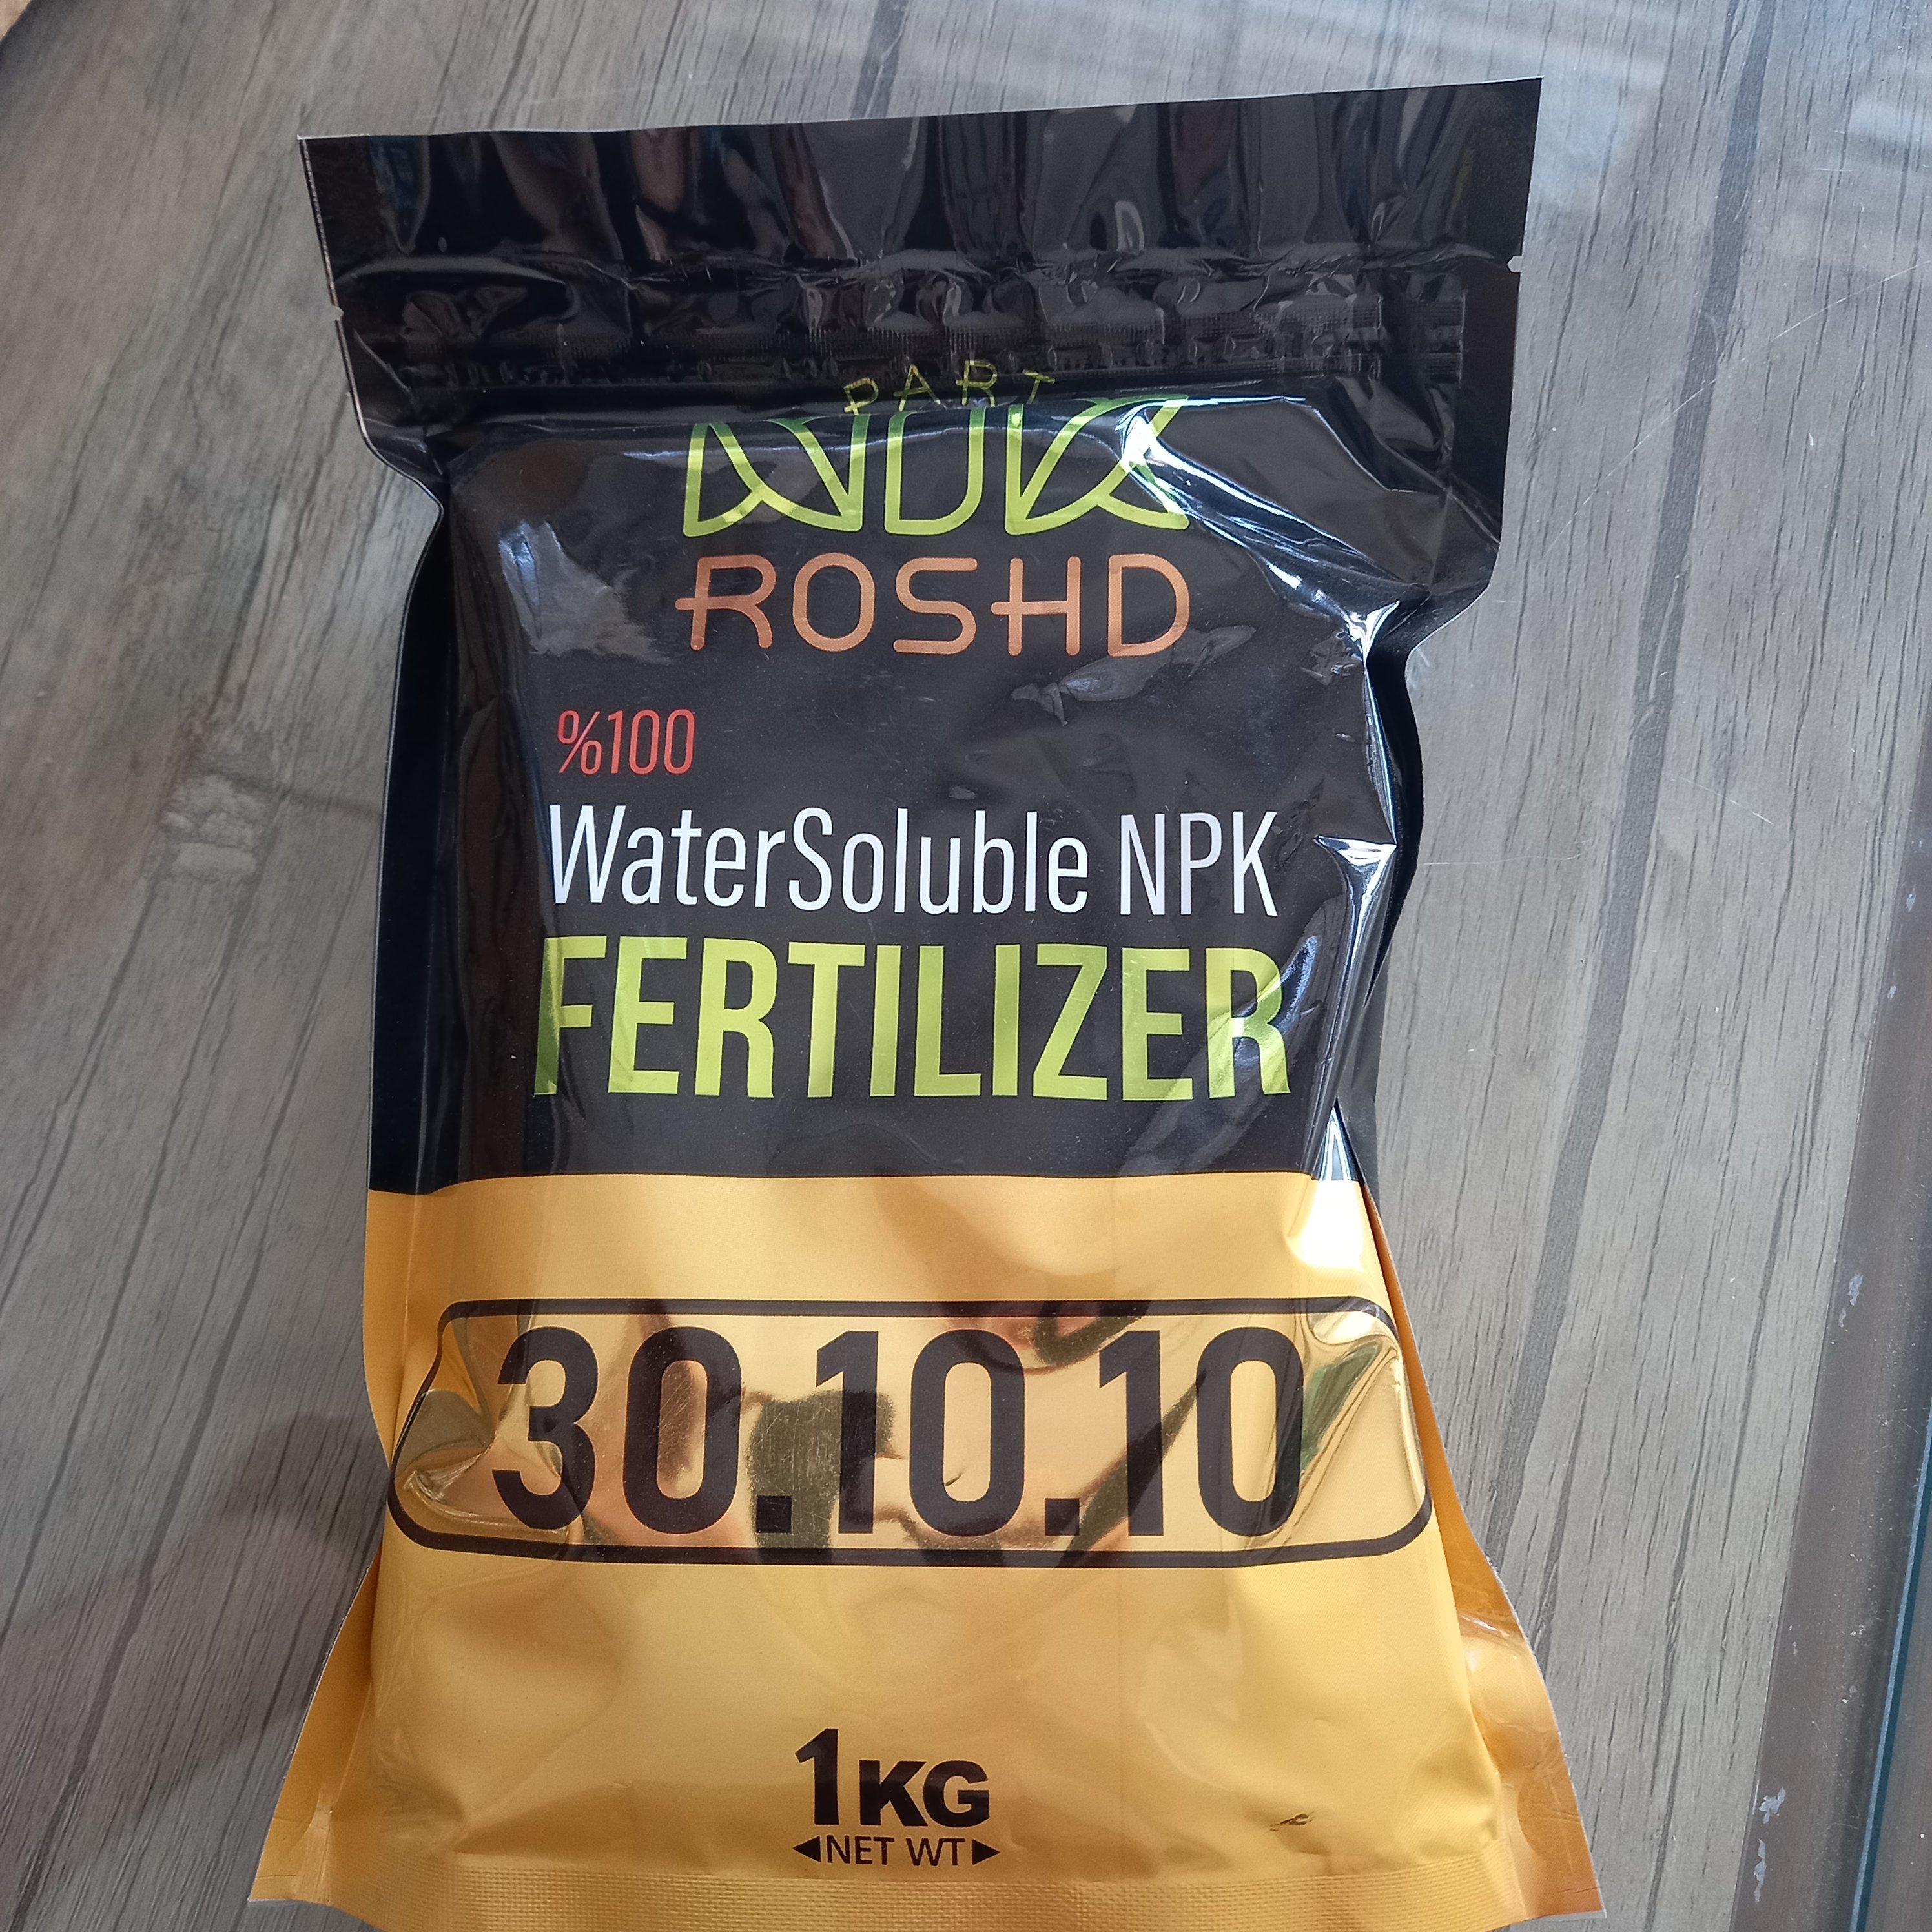 PART
ROSHD
%100
WaterSoluble NPK
FERTILIZER
30.10.10
1KG
NET WT